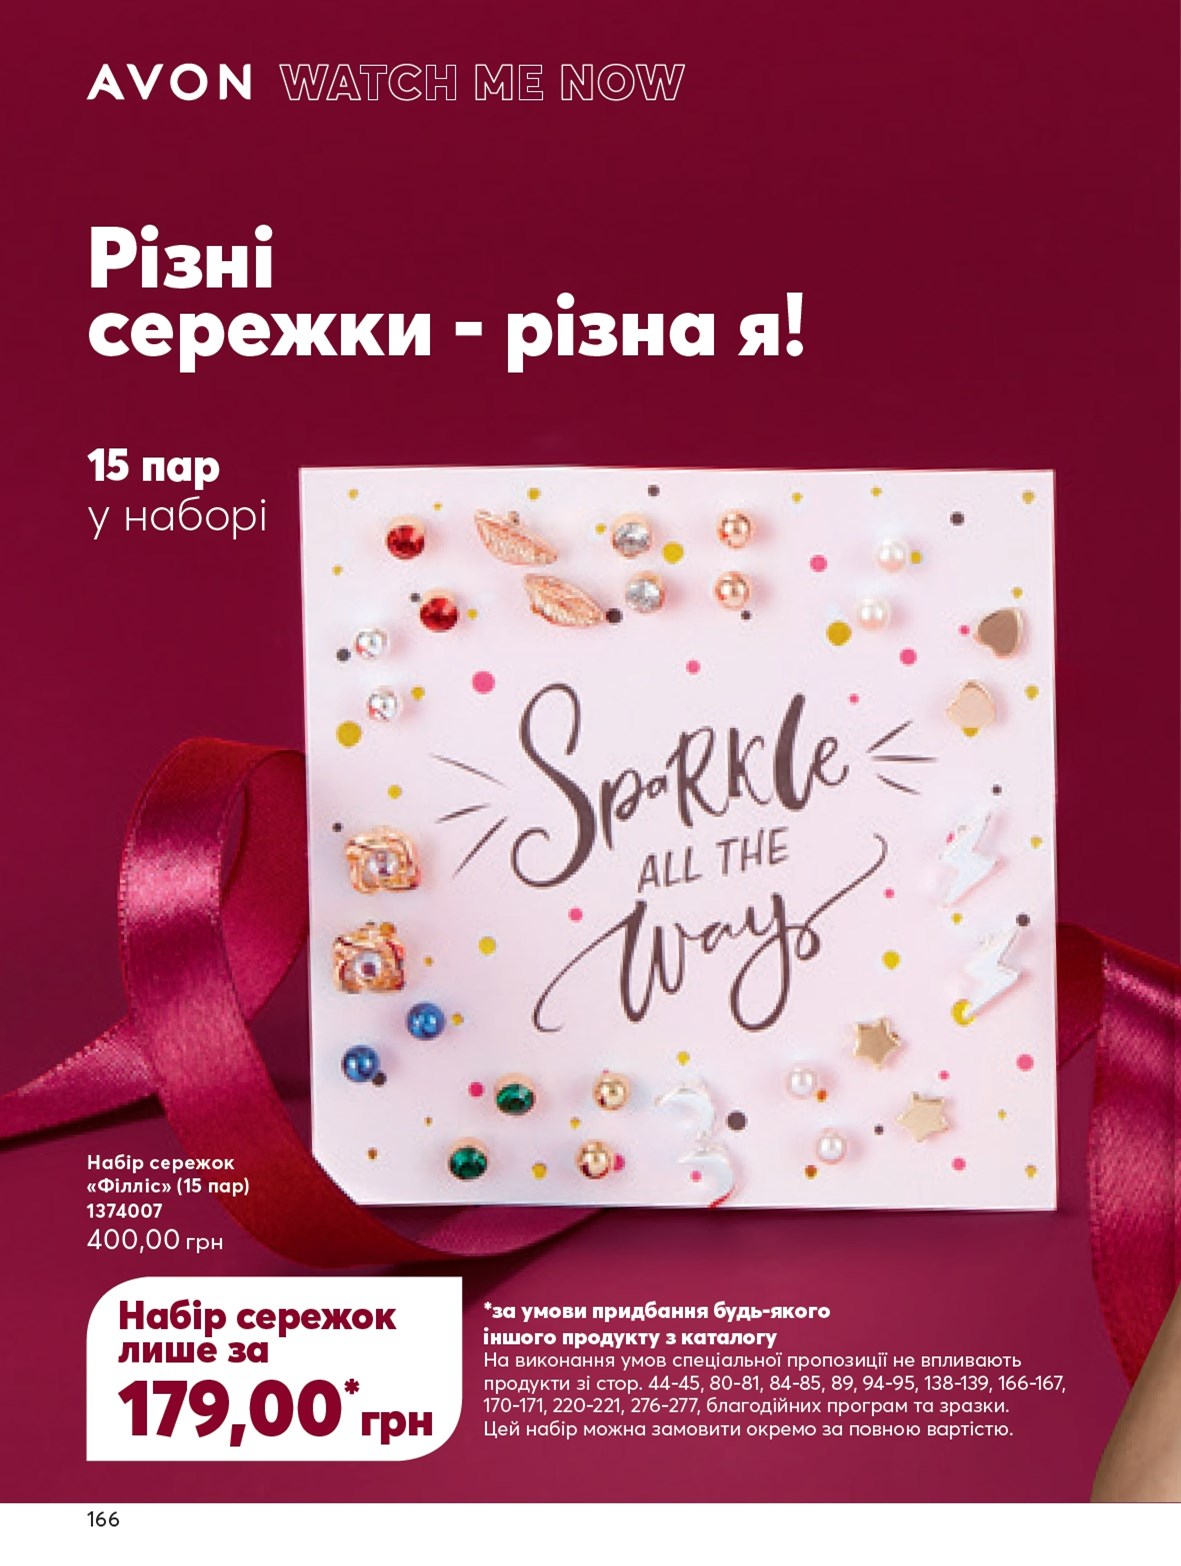 AVON WATCH ME NOW
Різні
сережки - різна я!
15 пар
у наборі
Sparkle
ALL THE
Way
Набір сережок
«Філліс» (15 пар)
1374007
400,00 грн
Набір сережок
лише за
179,00* грн
*за умови придбання будь-якого
іншого продукту з каталогу
На виконання умов спеціальної пропозиції не впливають
продукти зі стор. 44-45, 80-81, 84-85, 89, 94-95, 138-139, 166-167,
170-171, 220-221, 276-277, благодійних програм та зразки.
Цей набір можна замовити окремо за повною вартістю.
166